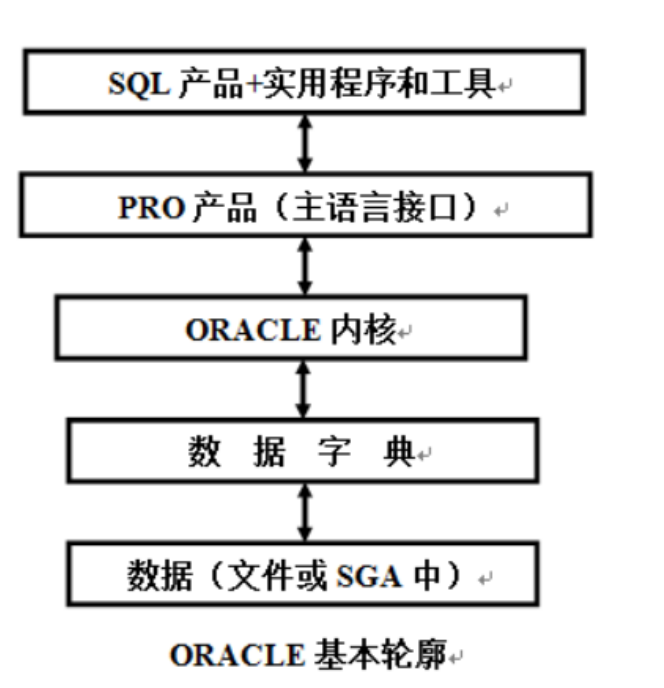 SQL 产品+实用程序和工具
PRO 产品（主语言接口）
ORACLE 内核
数 据 字 典
数据（文件或 SGA 中）
ORACLE 基本轮廓